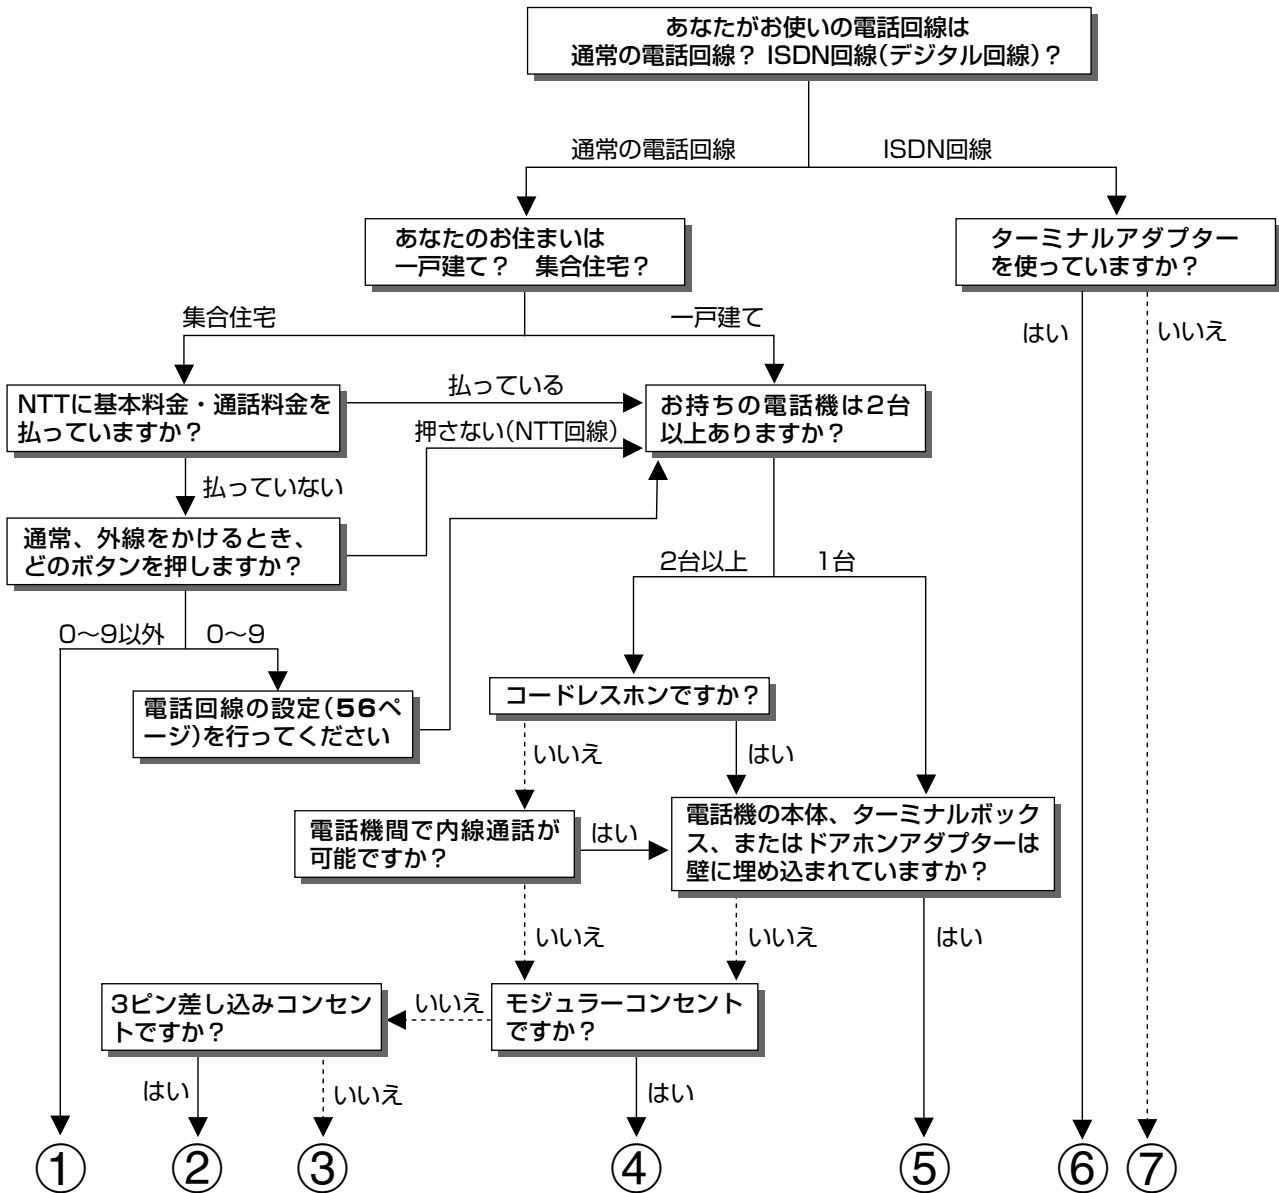 あなたがお使いの電話回線は
通常の電話回線？ ISDN回線(デジタル回線)？
通常の電話回線
ISDN回線
あなたのお住まいは
一戸建て？　集合住宅？
ターミナルアダプター
を使っていますか？
集合住宅
一戸建て
はい
いいえ
NTTに基本料金・通話料金を
払っていますか？
払っている
お持ちの電話機は2台
以上ありますか？
押さない(NTT回線)
払っていない
通常、外線をかけるとき、
どのボタンを押しますか？
2台以上
1台
0〜9以外
0〜9
電話回線の設定(56ペ
ージ)を行ってください
コードレスホンですか？
いいえ
はい
電話機間で内線通話が
可能ですか？
はい
電話機の本体、ターミナルボック
ス、またはドアホンアダプターは
壁に埋め込まれていますか？
いいえ
いいえ
はい
3ピン差し込みコンセン
トですか？
いいえ
モジュラーコンセント
ですか？
はい
いいえ
はい
①
②
③
④
⑤
⑥
⑦